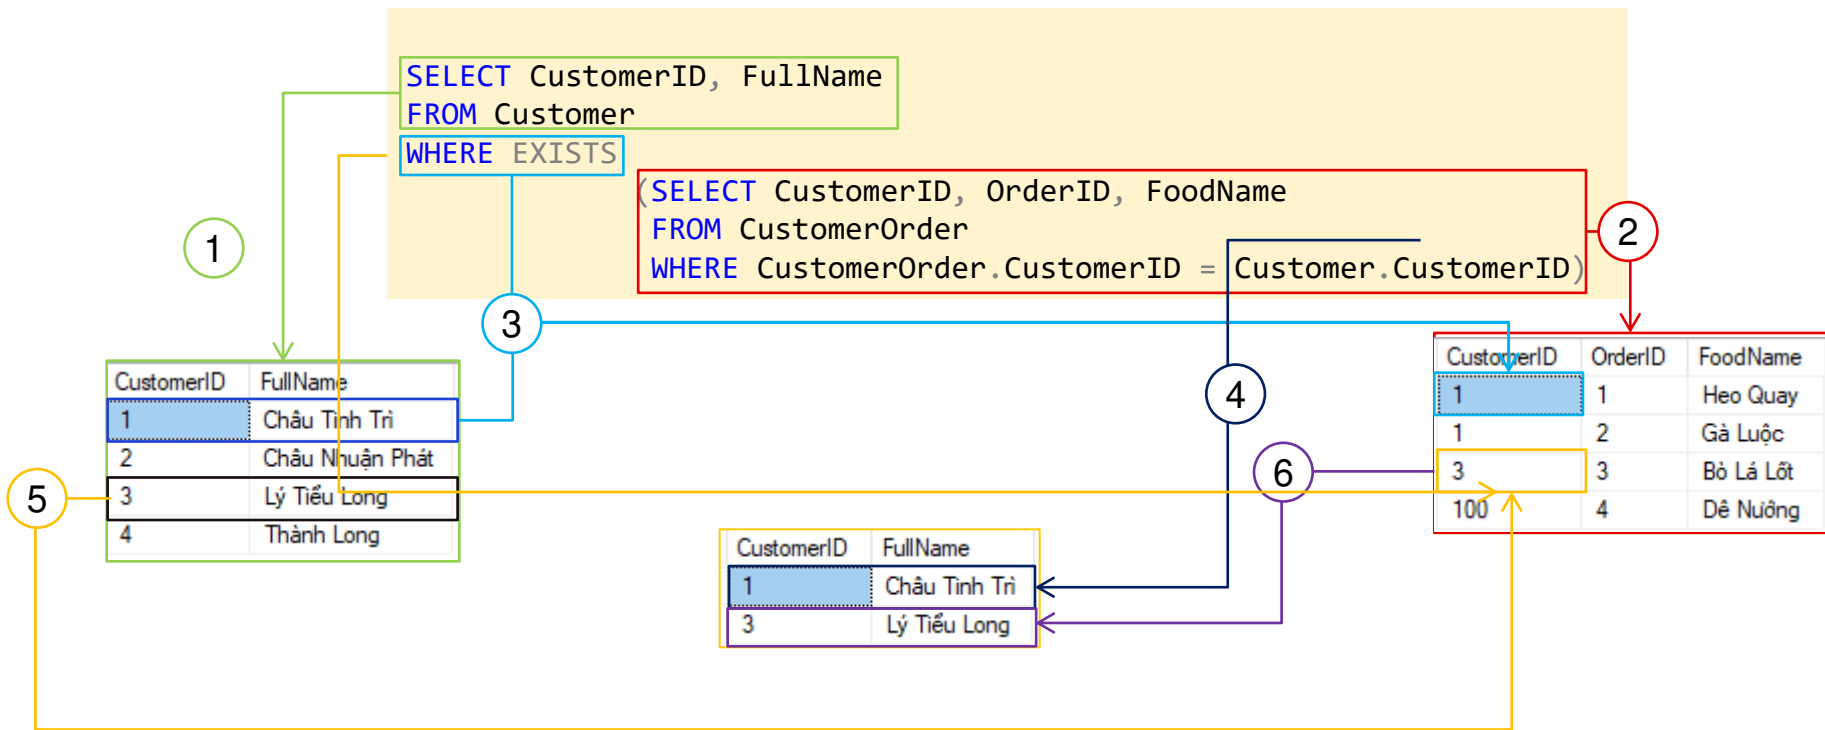 SELECT CustomerID, FullName
FROM Customer
WHERE EXISTS
(SELECT CustomerID, OrderID, FoodName
FROM CustomerOrder
WHERE CustomerOrder.CustomerID = Customer.CustomerID)
1
2
3
4
5
6
CustomerID FullName
1 Châu Tinh Trì
2 Châu Nhuận Phát
3 Lý Tiểu Long
4 Thành Long
CustomerID OrderID FoodName
1 1 Heo Quay
1 2 Gà Luộc
3 3 Bò Lá Lốt
100 4 Dê Nướng
CustomerID FullName
1 Châu Tinh Trì
3 Lý Tiểu Long